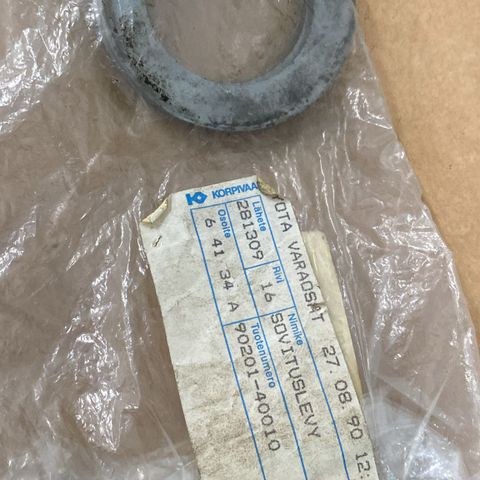 KORPIVAA
OTA VARAOSAT 27.08.90 12:
Lähete Rivi Nimike
281309 16 SOVITUSLEVY
Osoite Tuotenumero
6 41 34 A 90201-40010